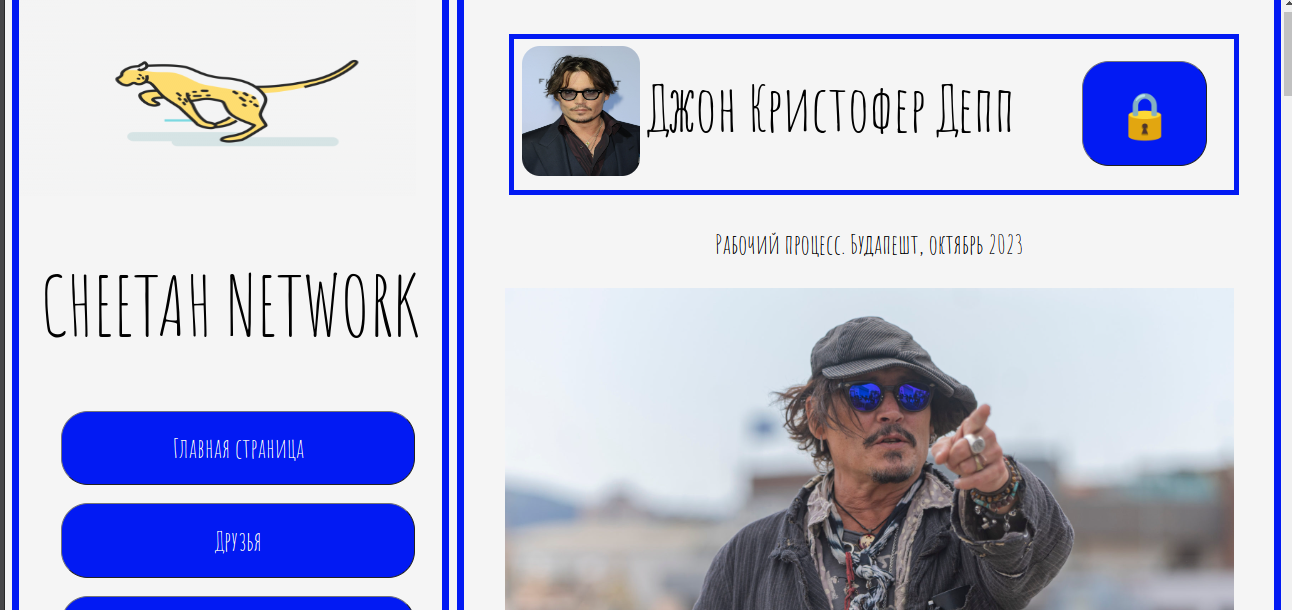 CHEETAH NETWORK
Главная страница
Друзья
Джон Кристофер Депп
Рабочий процесс. Будапешт, октябрь 2023